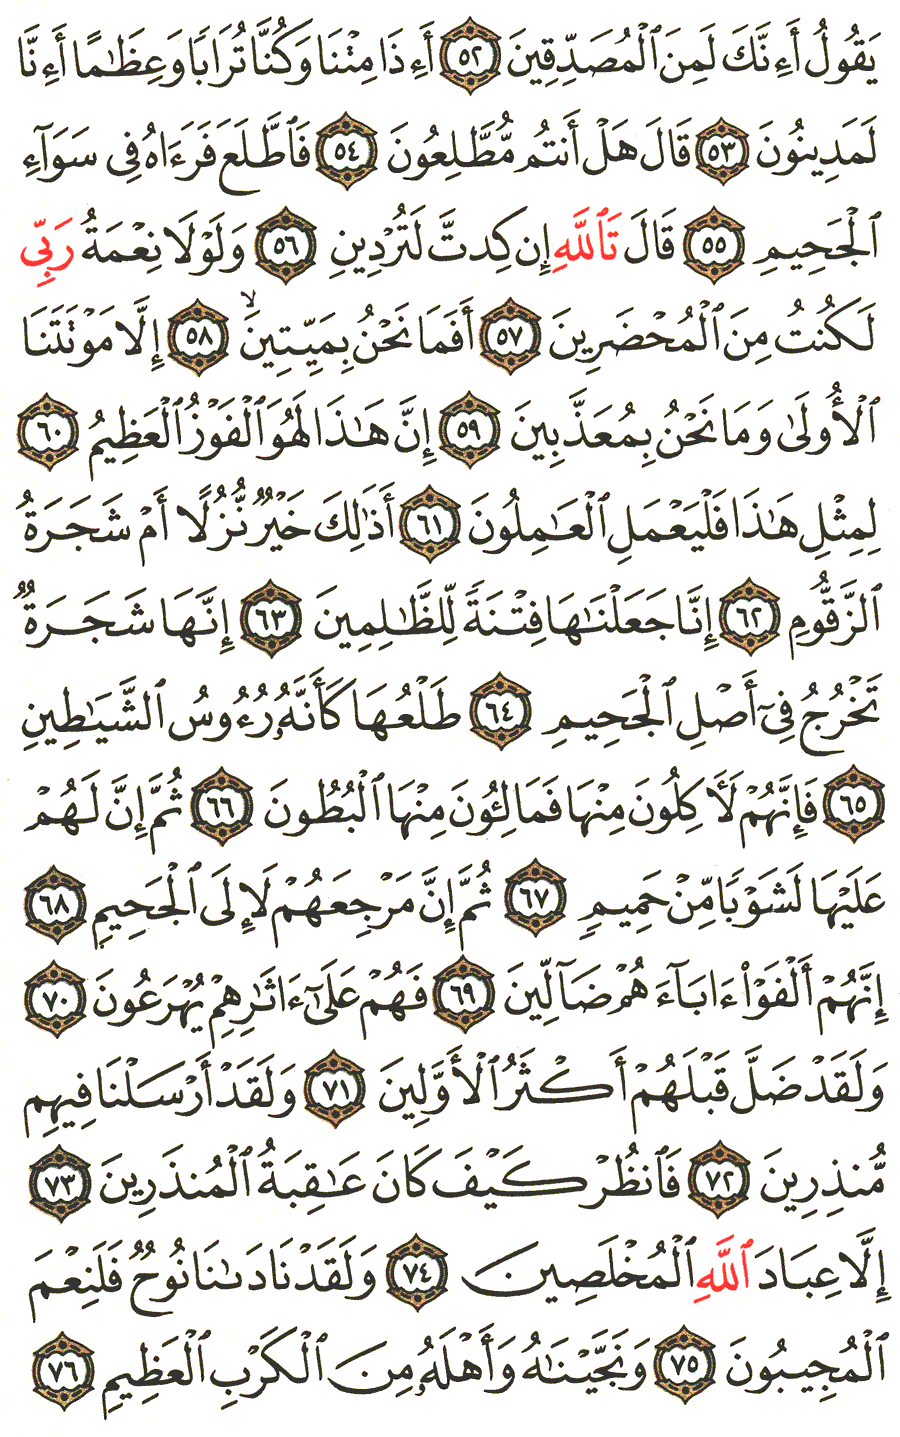 يَقُولُ أَءِنَّكَ لَمِنَ ٱلْمُصَدِّقِينَ ٥٢ أَءِذَا مِتْنَا وَكُنَّا تُرَابًا وَعِظَٰمًا أَءِنَّا
لَمَدِينُونَ ٥٣ قَالَ هَلْ أَنتُم مُّطَّلِعُونَ ٥٤ فَٱطَّلَعَ فَرَءَاهُ فِى سَوَآءِ
ٱلْجَحِيمِ ٥٥ قَالَ تَٱللَّهِ إِن كِدتَّ لَتُرْدِينِ ٥٦ وَلَوْلَا نِعْمَةُ رَبِّى
لَكُنتُ مِنَ ٱلْمُحْضَرِينَ ٥٧ أَفَمَا نَحْنُ بِمَيِّتِينَ ۙ ٥٨ إِلَّا مَوْتَتَنَا
ٱلْأُولَىٰ وَمَا نَحْنُ بِمُعَذَّبِينَ ٥٩ إِنَّ هَٰذَا لَهُوَ ٱلْفَوْزُ ٱلْعَظِيمُ ٦٠
لِمِثْلِ هَٰذَا فَلْيَعْمَلِ ٱلْعَٰمِلُونَ ٦١ أَذَٰلِكَ خَيْرٌ نُّزُلًا أَمْ شَجَرَةُ
ٱلزَّقُّومِ ٦٢ إِنَّا جَعَلْنَٰهَا فِتْنَةً لِّلظَّٰلِمِينَ ٦٣ إِنَّهَا شَجَرَةٌ
تَخْرُجُ فِىٓ أَصْلِ ٱلْجَحِيمِ ٦٤ طَلْعُهَا كَأَنَّهُۥ رُءُوسُ ٱلشَّيَٰطِينِ
٦٥ فَإِنَّهُمْ لَءَاكِلُونَ مِنْهَا فَمَالِـُٔونَ مِنْهَا ٱلْبُطُونَ ٦٦ ثُمَّ إِنَّ لَهُمْ
عَلَيْهَا لَشَوْبًا مِّنْ حَمِيمٍ ٦٧ ثُمَّ إِنَّ مَرْجِعَهُمْ لَإِلَى ٱلْجَحِيمِ ٦٨
إِنَّهُمْ أَلْفَوْا۟ ءَابَآءَهُمْ ضَآلِّينَ ٦٩ فَهُمْ عَلَىٰٓ ءَاثَٰرِهِمْ يُهْرَعُونَ ٧٠
وَلَقَدْ ضَلَّ قَبْلَهُمْ أَكْثَرُ ٱلْأَوَّلِينَ ٧١ وَلَقَدْ أَرْسَلْنَا فِيهِم
مُّنذِرِينَ ٧٢ فَٱنظُرْ كَيْفَ كَانَ عَٰقِبَةُ ٱلْمُنذَرِينَ ٧٣
إِلَّا عِبَادَ ٱللَّهِ ٱلْمُخْلَصِينَ ٧٤ وَلَقَدْ نَادَىٰنَا نُوحٌ فَلَنِعْمَ
ٱلْمُجِيبُونَ ٧٥ وَنَجَّيْنَٰهُ وَأَهْلَهُۥ مِنَ ٱلْكَرْبِ ٱلْعَظِيمِ ٧٦